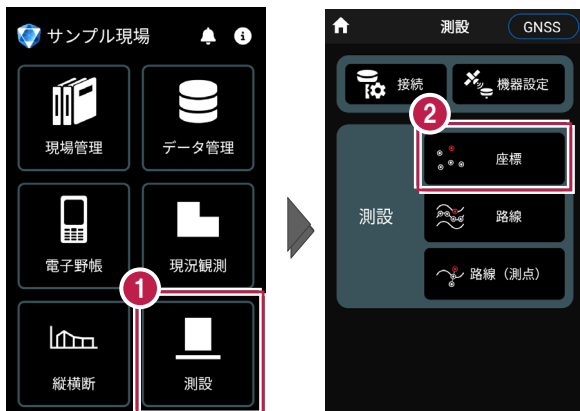 サンプル現場
現場管理
データ管理
電子野帳
現況観測
1
縦横断
測設
測設
GNSS
接続
機器設定
2
座標
測設
路線
路線（測点）